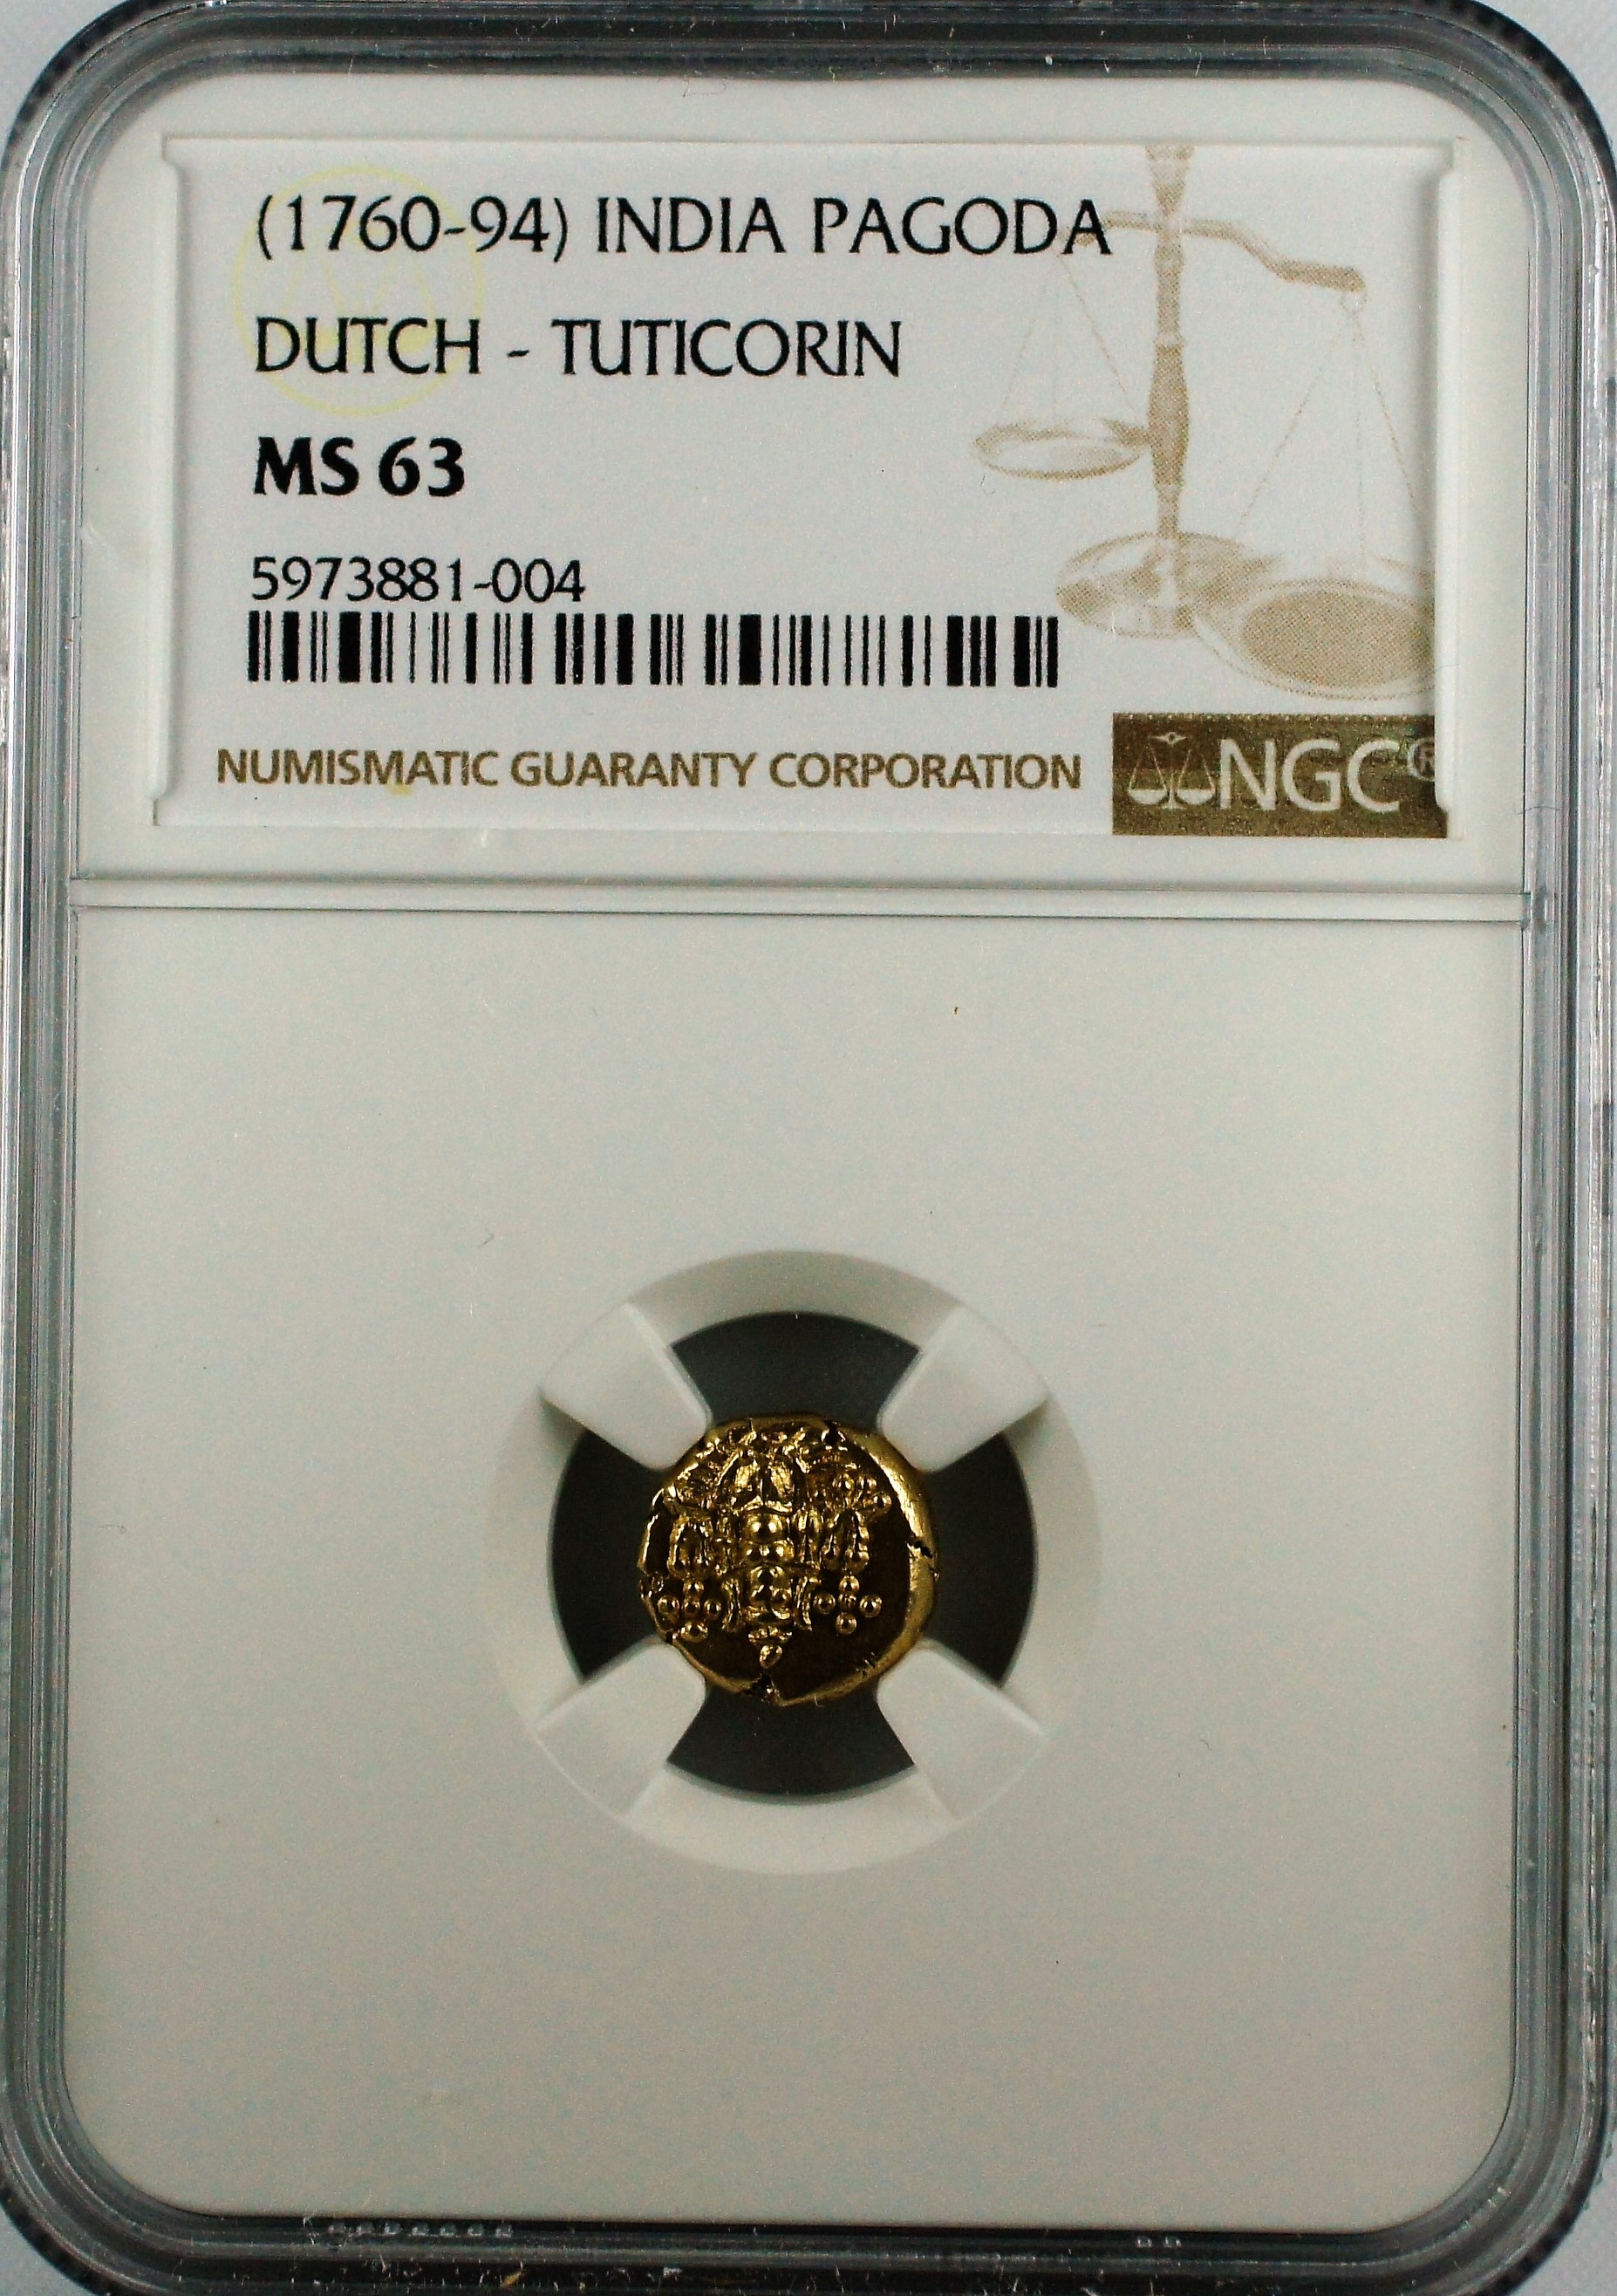 (1760-94) INDIA PAGODA
DUTCH - TUTICORIN
MS 63
5973881-004
NUMISMATIC GUARANTY CORPORATION
NGC®